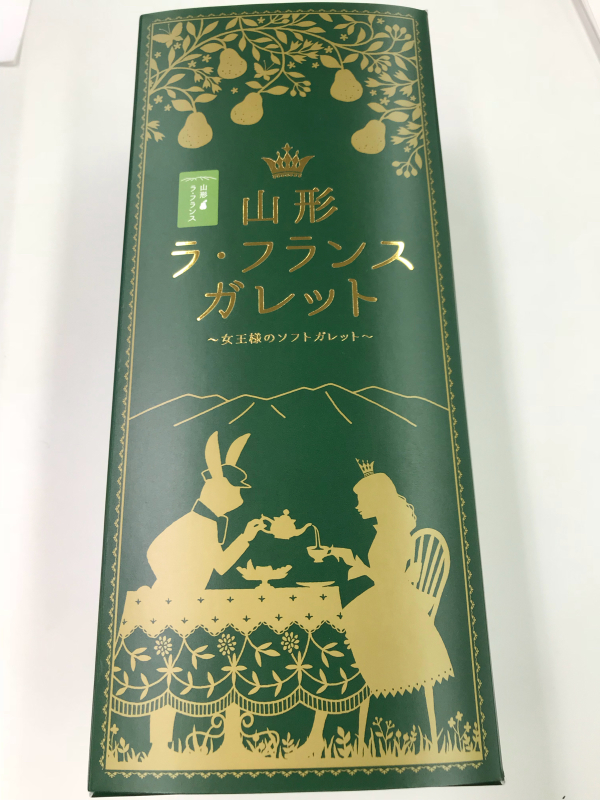 山形
ラ・フランス
山形
ラ・フランス
ガレット
～女王様のソフトガレット～